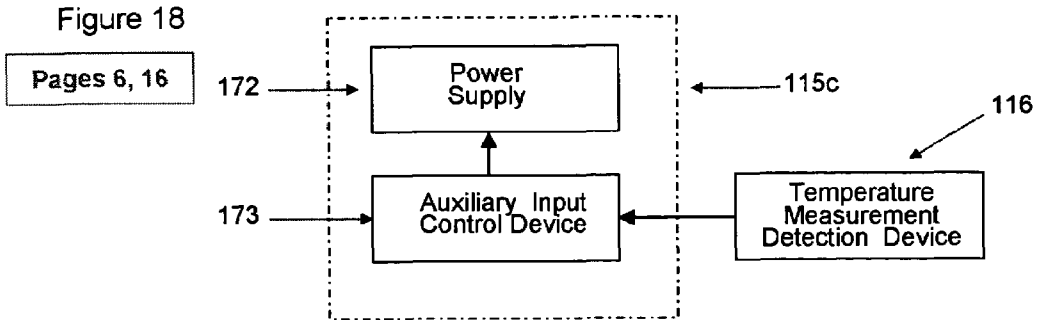 Figure 18
Pages 6, 16
172
Power
Supply
115c
116
173
Auxiliary Input
Control Device
Temperature
Measurement
Detection Device